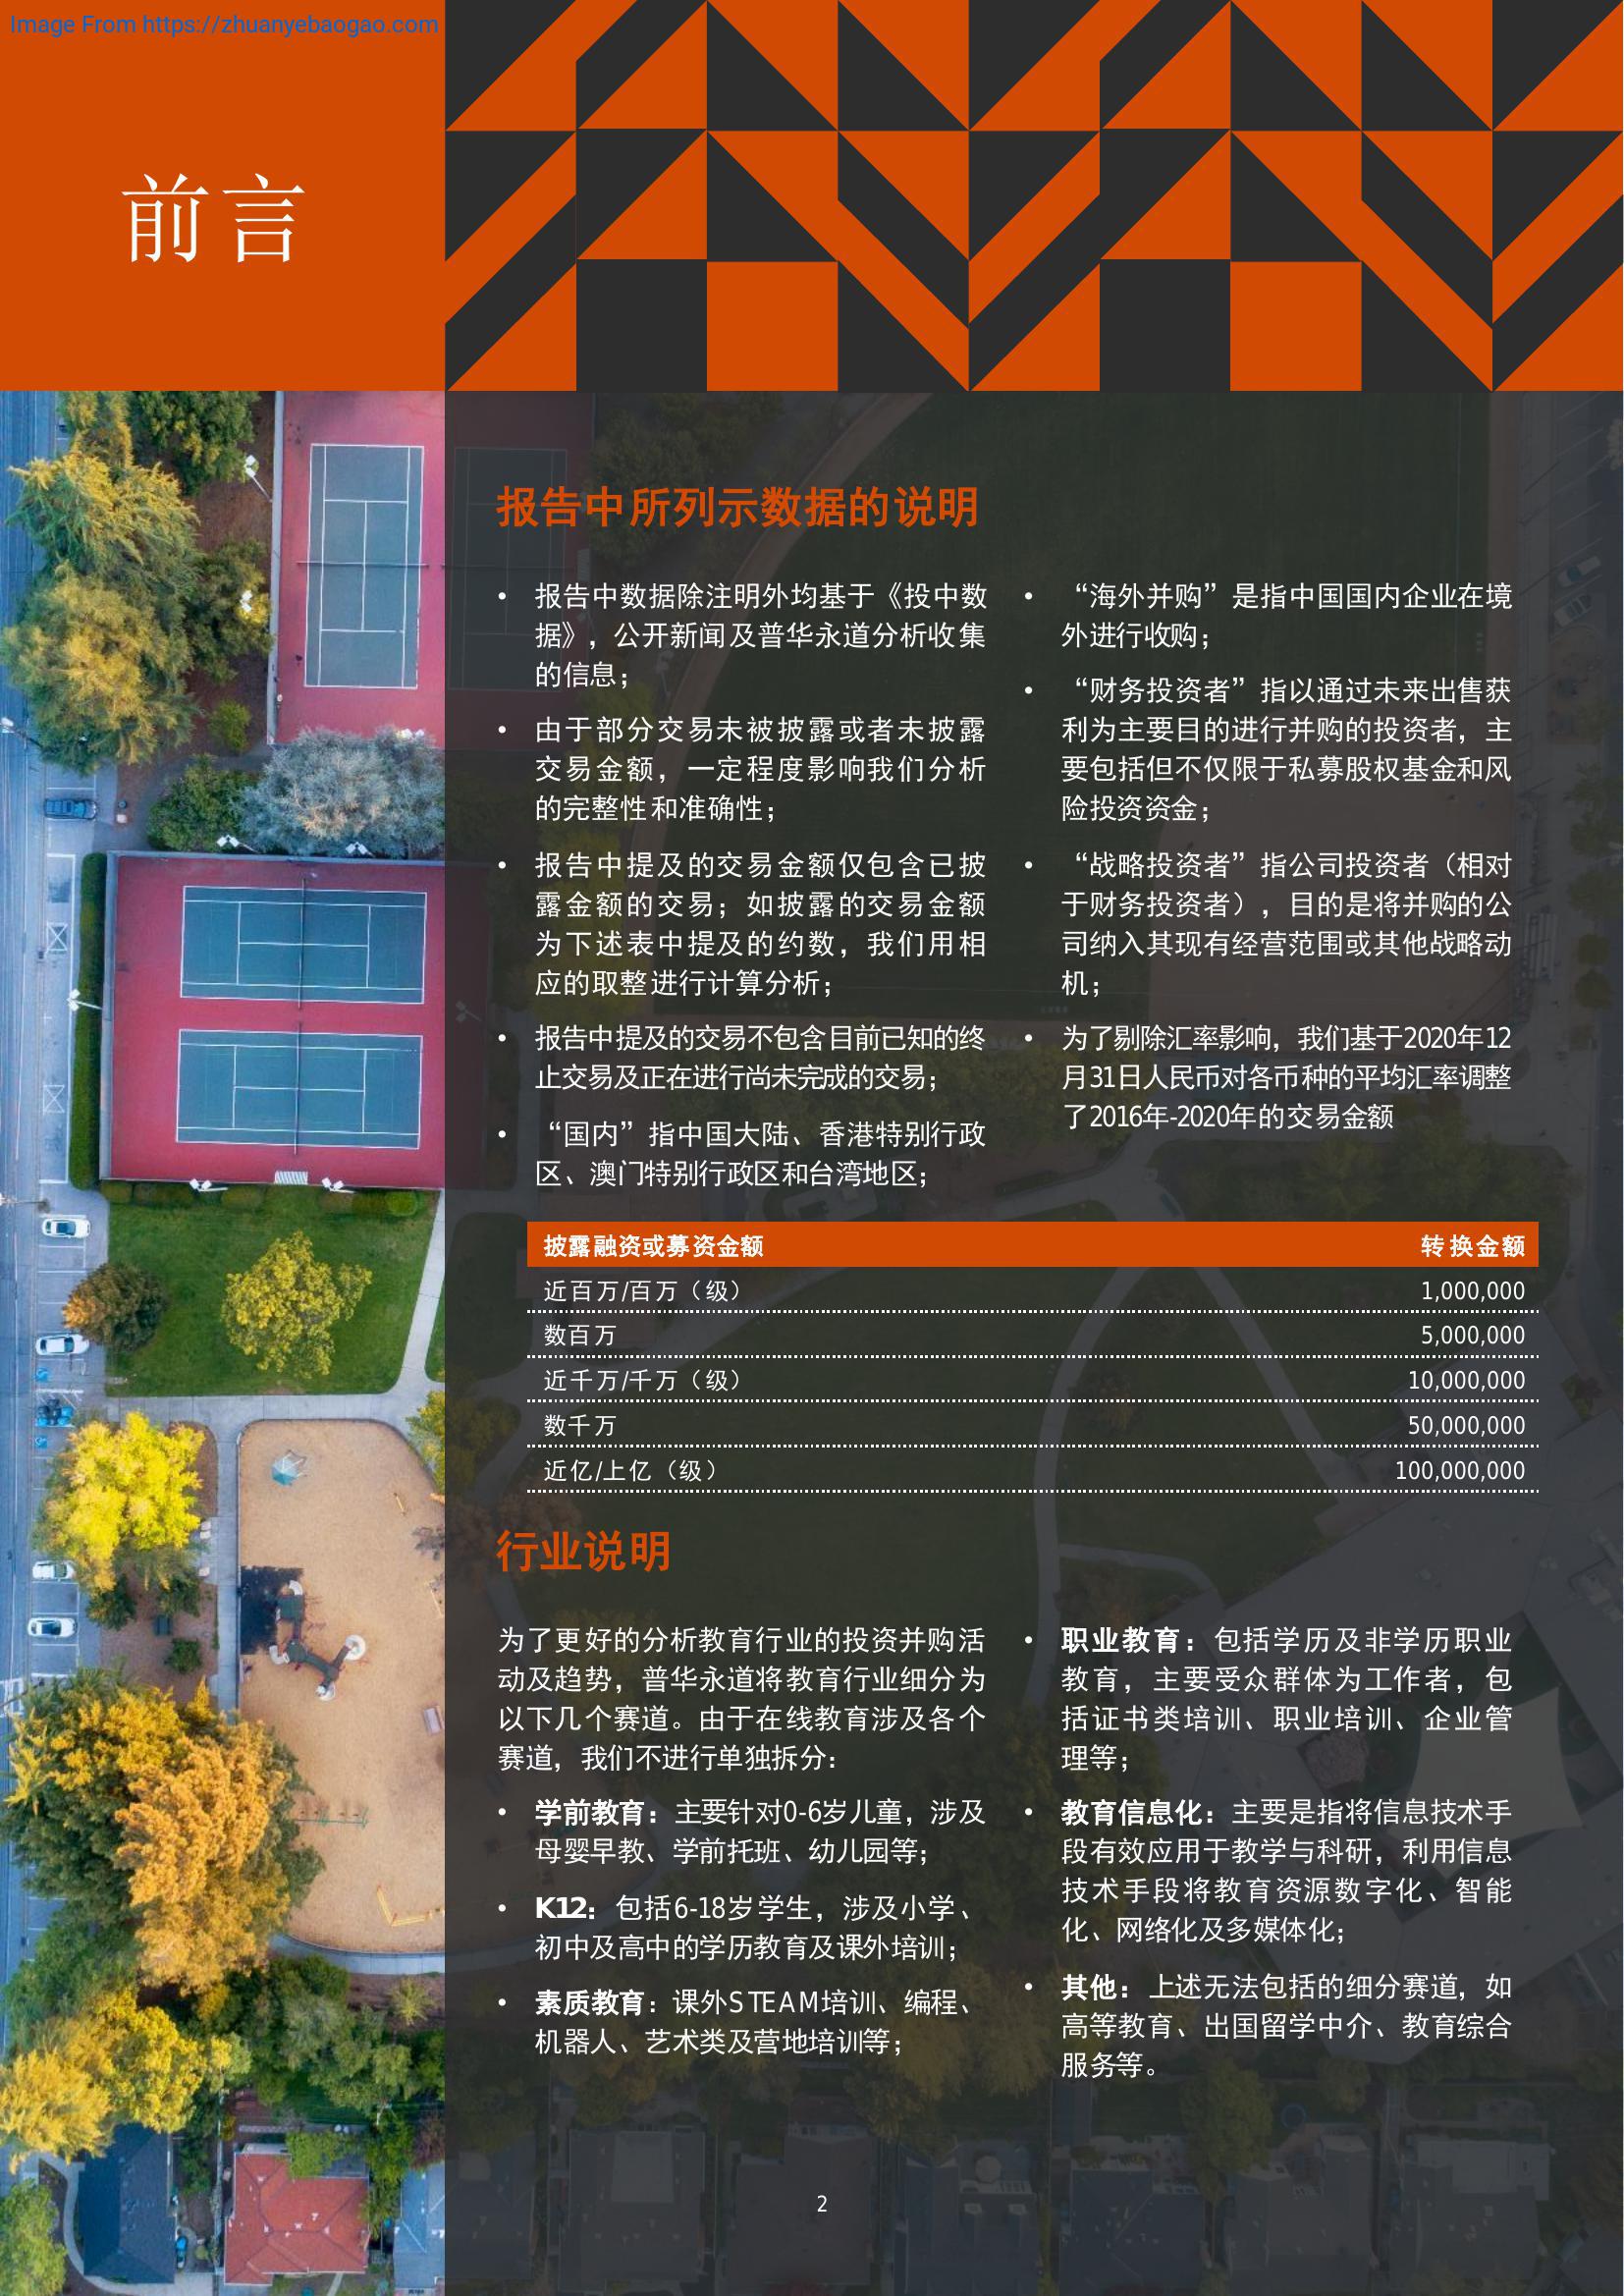 Image From https://zhuanyebaogao.com
前言
报告中所列示数据的说明
• 报告中数据除注明外均基于《投中数
据》，公开新闻及普华永道分析收集
的信息；
• 由于部分交易未被披露或者未披露
交易金额，一定程度影响我们分析
的完整性和准确性；
• 报告中提及的交易金额仅包含已披
露金额的交易；如披露的交易金额
为下述表中提及的约数，我们用相
应的取整进行计算分析；
• 报告中提及的交易不包含目前已知的终
止交易及正在进行尚未完成的交易；
• “国内”指中国大陆、香港特别行政
区、澳门特别行政区和台湾地区；
• “海外并购”是指中国国内企业在境
外进行收购；
• “财务投资者”指以通过未来出售获
利为主要目的进行并购的投资者，主
要包括但不仅限于私募股权基金和风
险投资资金；
• “战略投资者”指公司投资者（相对
于财务投资者），目的是将并购的公
司纳入其现有经营范围或其他战略动
机；
• 为了剔除汇率影响，我们基于2020年12
月31日人民币对各币种的平均汇率调整
了2016年-2020年的交易金额
披露融资或募资金额 转换金额
近百万/百万（级） 1,000,000
数百万 5,000,000
近千万/千万（级） 10,000,000
数千万 50,000,000
近亿/上亿（级） 100,000,000
行业说明
为了更好的分析教育行业的投资并购活
动及趋势，普华永道将教育行业细分为
以下几个赛道。由于在线教育涉及各个
赛道，我们不进行单独拆分：
• 学前教育：主要针对0-6岁儿童，涉及
母婴早教、学前托班、幼儿园等；
• K12：包括6-18岁学生，涉及小学、
初中及高中的学历教育及课外培训；
• 素质教育：课外STEAM培训、编程、
机器人、艺术类及营地培训等；
• 职业教育：包括学历及非学历职业
教育，主要受众群体为工作者，包
括证书类培训、职业培训、企业管
理等；
• 教育信息化：主要是指将信息技术手
段有效应用于教学与科研，利用信息
技术手段将教育资源数字化、智能
化、网络化及多媒体化；
• 其他：上述无法包括的细分赛道，如
高等教育、出国留学中介、教育综合
服务等。
2